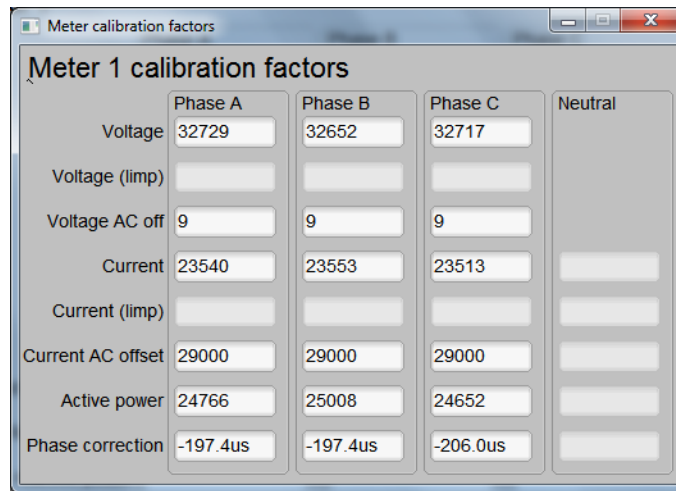 Meter calibration factors
Meter 1 calibration factors
Phase A Phase B Phase C Neutral
Voltage 32729 32652 32717
Voltage (limp)
Voltage AC off 9 9 9
Current 23540 23553 23513
Current (limp)
Current AC offset 29000 29000 29000
Active power 24766 25008 24652
Phase correction -197.4us -197.4us -206.0us